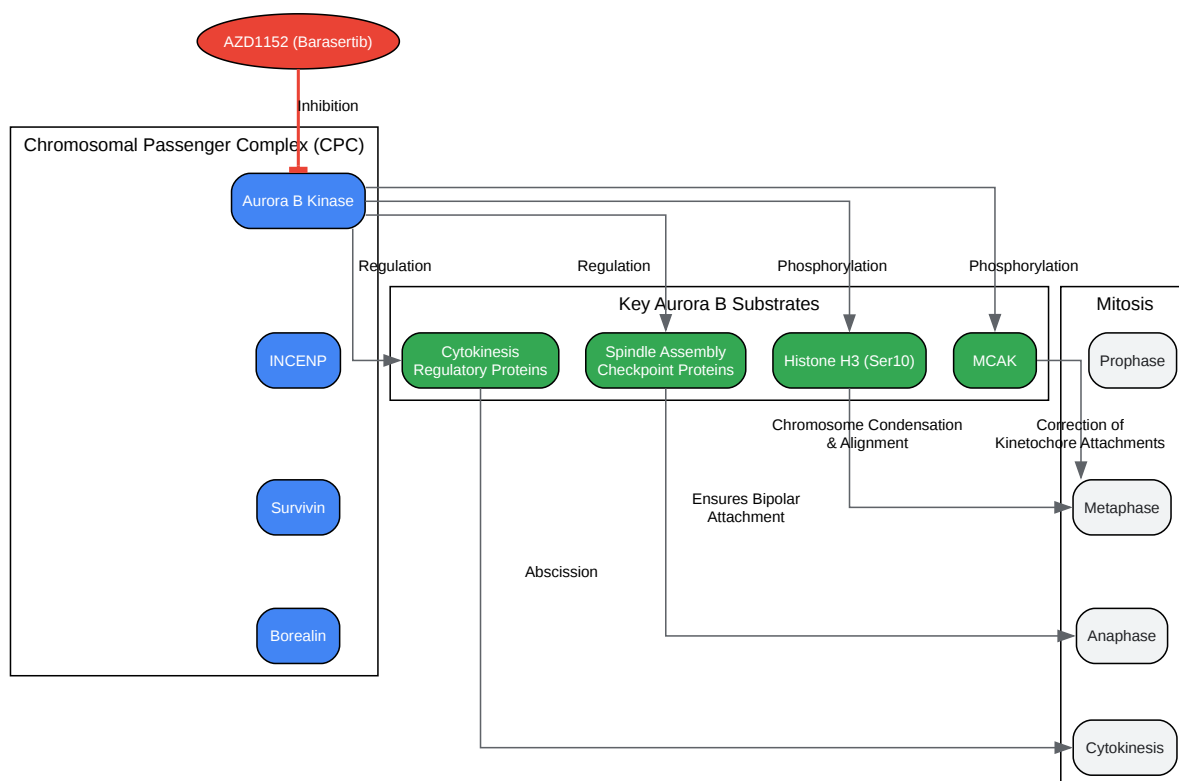 AZD1152 (Barasertib)
Inhibition
Chromosomal Passenger Complex (CPC)
Aurora B Kinase
Regulation
Regulation
Phosphorylation
Phosphorylation
Key Aurora B Substrates
Mitosis
INCENP
Cytokinesis
Regulatory Proteins
Spindle Assembly
Checkpoint Proteins
Histone H3 (Ser10)
MCAK
Prophase
Chromosome Condensation
& Alignment
Correction of
Kinetochore Attachments
Survivin
Ensures Bipolar
Attachment
Metaphase
Abscission
Borealin
Anaphase
Cytokinesis